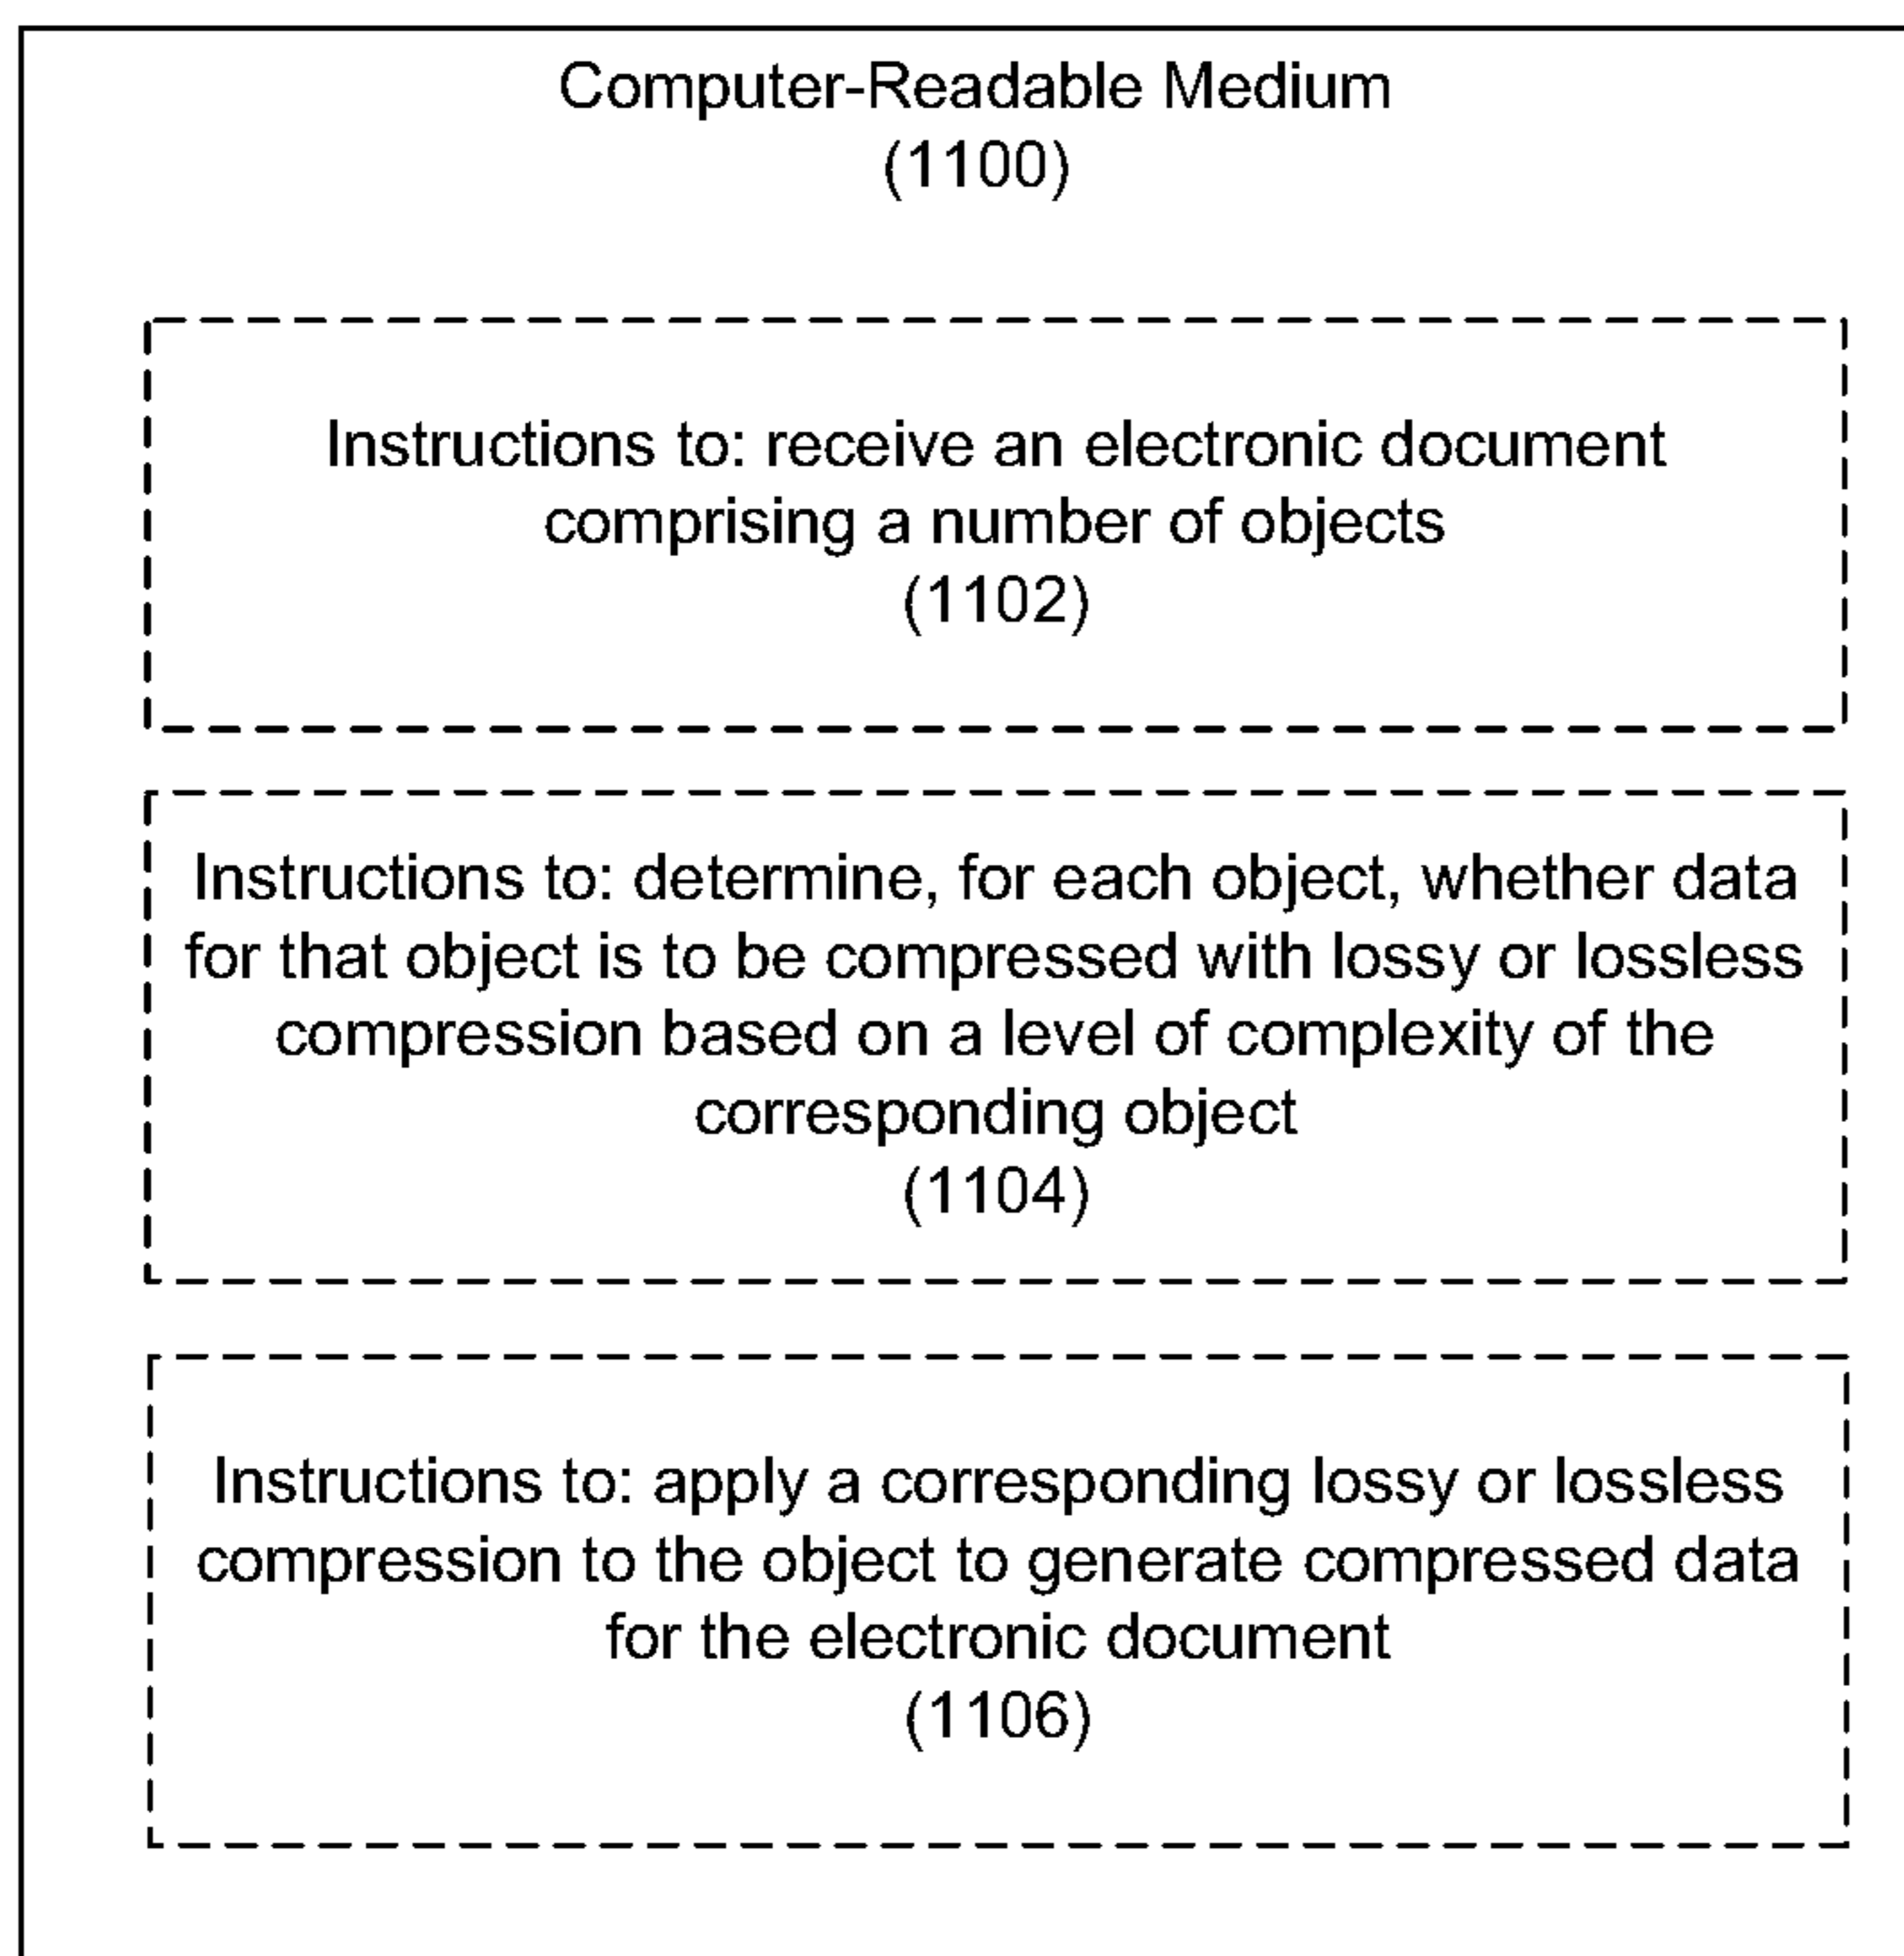 Computer-Readable Medium
(1100)
Instructions to: receive an electronic document
comprising a number of objects
(1102)
Instructions to: determine, for each object, whether data
for that object is to be compressed with lossy or lossless
compression based on a level of complexity of the
corresponding object
(1104)
Instructions to: apply a corresponding lossy or lossless
compression to the object to generate compressed data
for the electronic document
(1106)